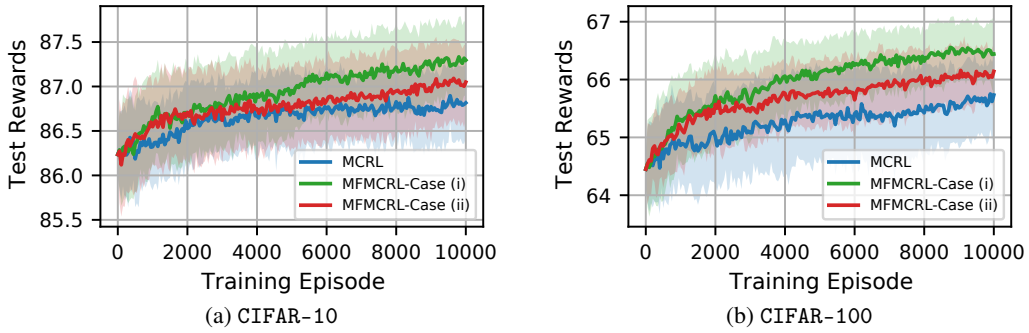 87.5
87.0
86.5
86.0
85.5
Test Rewards
MCRL
MFMCRL-Case (i)
MFMCRL-Case (ii)
0 2000 4000 6000 8000 10000
Training Episode
(a) CIFAR-10
67
66
65
64
Test Rewards
MCRL
MFMCRL-Case (i)
MFMCRL-Case (ii)
0 2000 4000 6000 8000 10000
Training Episode
(b) CIFAR-100